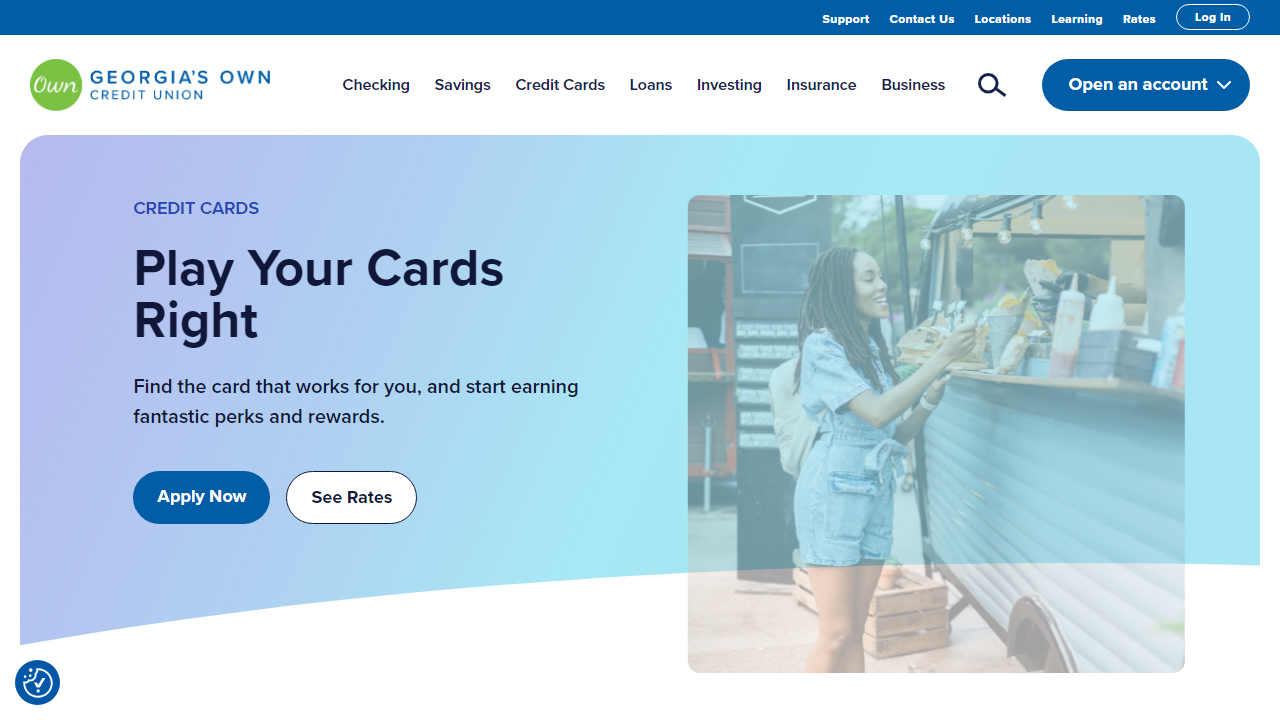 Support Contact Us Locations Learning Rates Log In
Own GEORGIA'S OWN
CREDIT UNION
Checking Savings Credit Cards Loans Investing Insurance Business Open an account
CREDIT CARDS
Play Your Cards
Right
Find the card that works for you, and start earning
fantastic perks and rewards.
Apply Now See Rates